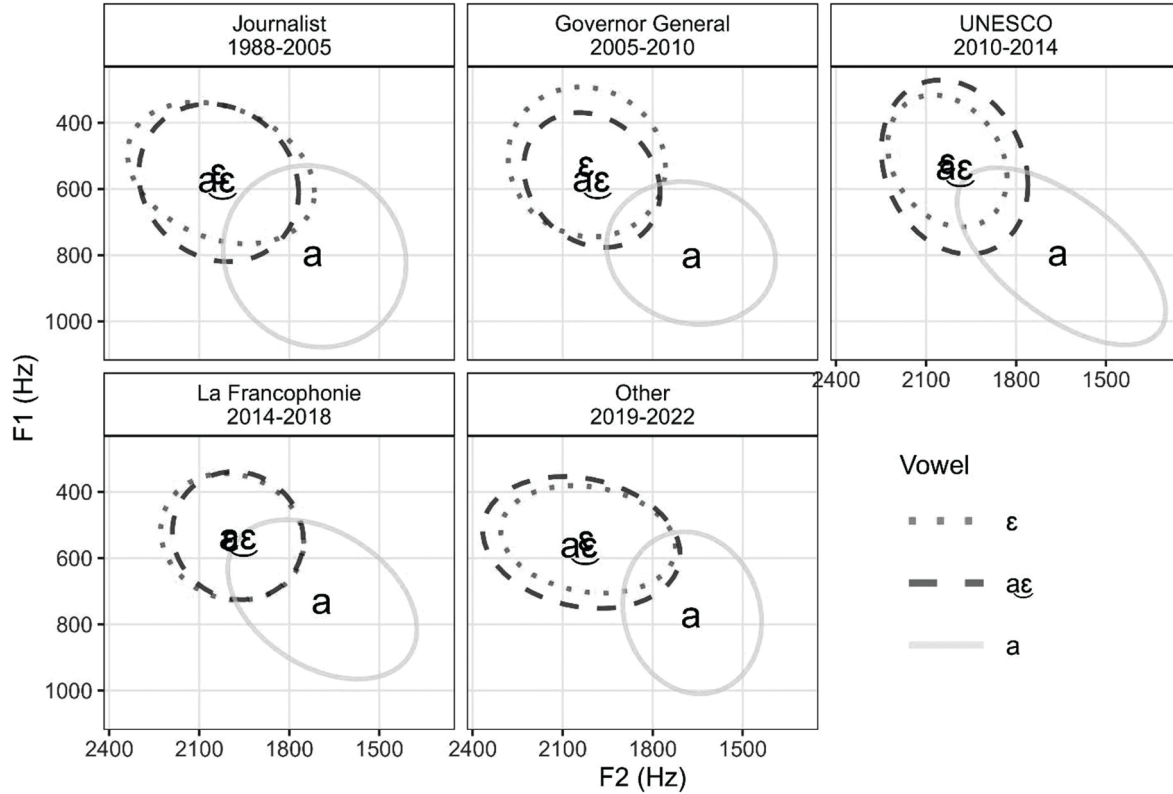 Journalist
1988-2005
Governor General
2005-2010
UNESCO
2010-2014
400
600
800
1000
ɛ
aɛ̯
a
ɛ
aɛ̯
a
ɛ
aɛ̯
a
2400 2100 1800 1500
F1 (Hz)
La Francophonie
2014-2018
Other
2019-2022
400
600
800
1000
ɛ
aɛ̯
a
ɛ
aɛ̯
a
2400 2100 1800 1500
2400 2100 1800 1500
F2 (Hz)
Vowel
ɛ
aɛ̯
a